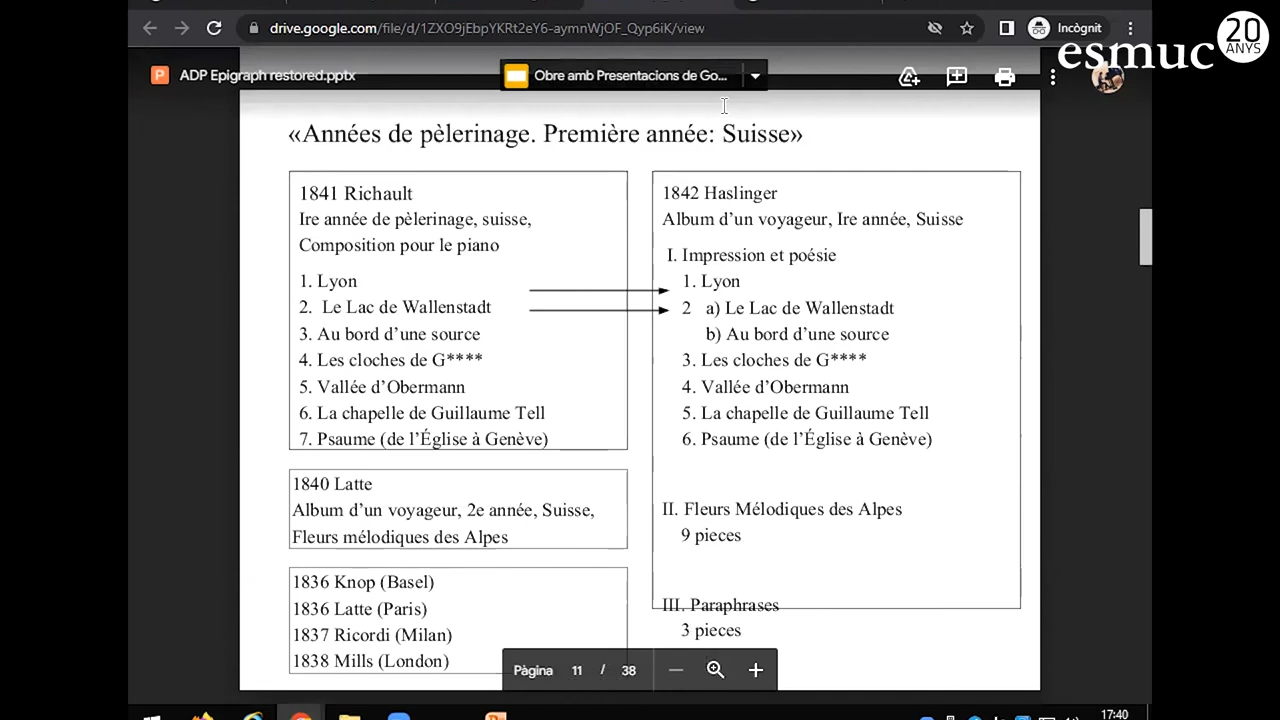 drive.google.com/file/d/1ZXO9jEbpYKRt2eY6-aymnWjOF_Qyp6iK/view
Incògnit
esmuc
20
ANYS
P
ADP Epigraph restored.pptx
Obre amb Presentacions de Go...
«Années de pèlerinage. Première année: Suisse»
1841 Richault
Ire année de pèlerinage, suisse,
Composition pour le piano
1. Lyon
2. Le Lac de Wallenstadt
3. Au bord d’une source
4. Les cloches de G****
5. Vallée d’Obermann
6. La chapelle de Guillaume Tell
7. Psaume (de l’Église à Genève)
1840 Latte
Album d’un voyageur, 2e année, Suisse,
Fleurs mélodiques des Alpes
1836 Knop (Basel)
1836 Latte (Paris)
1837 Ricordi (Milan)
1838 Mills (London)
1842 Haslinger
Album d’un voyageur, Ire année, Suisse
I. Impression et poésie
1. Lyon
2 a) Le Lac de Wallenstadt
b) Au bord d’une source
3. Les cloches de G****
4. Vallée d’Obermann
5. La chapelle de Guillaume Tell
6. Psaume (de l’Église à Genève)
II. Fleurs Mélodiques des Alpes
9 pieces
III. Paraphrases
3 pieces
Pàgina 11 / 38
17:40